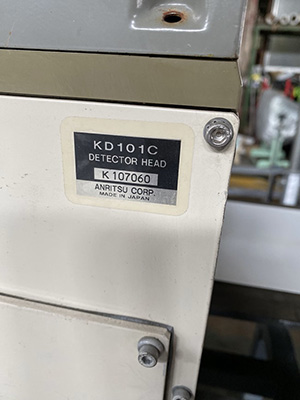 KD101C
DETECTOR HEAD
K 107060
ANRITSU CORP.
MADE IN JAPAN